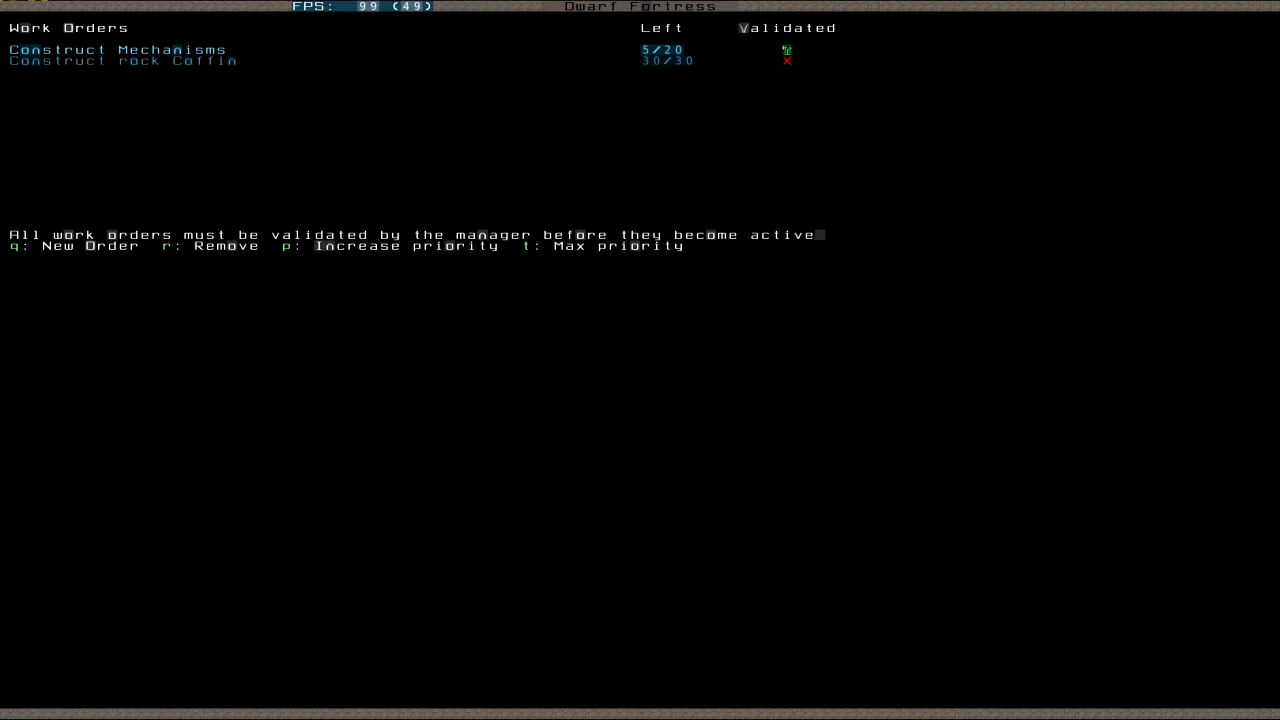 FPS: 99 (49) Dwarf Fortress
Work Orders Left Validated
Construct Mechanisms 5/20
Construct rock Coffin 30/30 X
All work orders must be validated by the manager before they become active
q: New Order r: Remove p: Increase priority t: Max priority